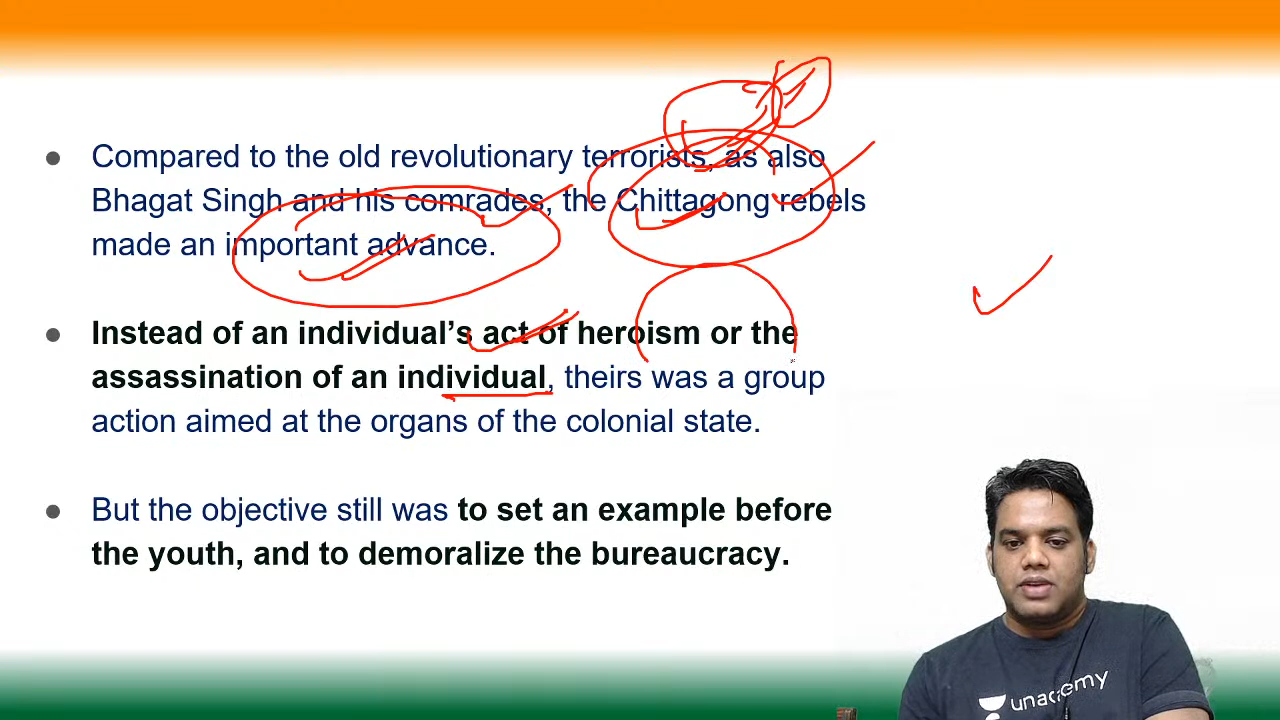 Compared to the old revolutionary terrorists, as also
Bhagat Singh and his comrades, the Chittagong rebels
made an important advance.
Instead of an individual's act of heroism or the
assassination of an individual, theirs was a group
action aimed at the organs of the colonial state.
But the objective still was to set an example before
the youth, and to demoralize the bureaucracy.
unacademy